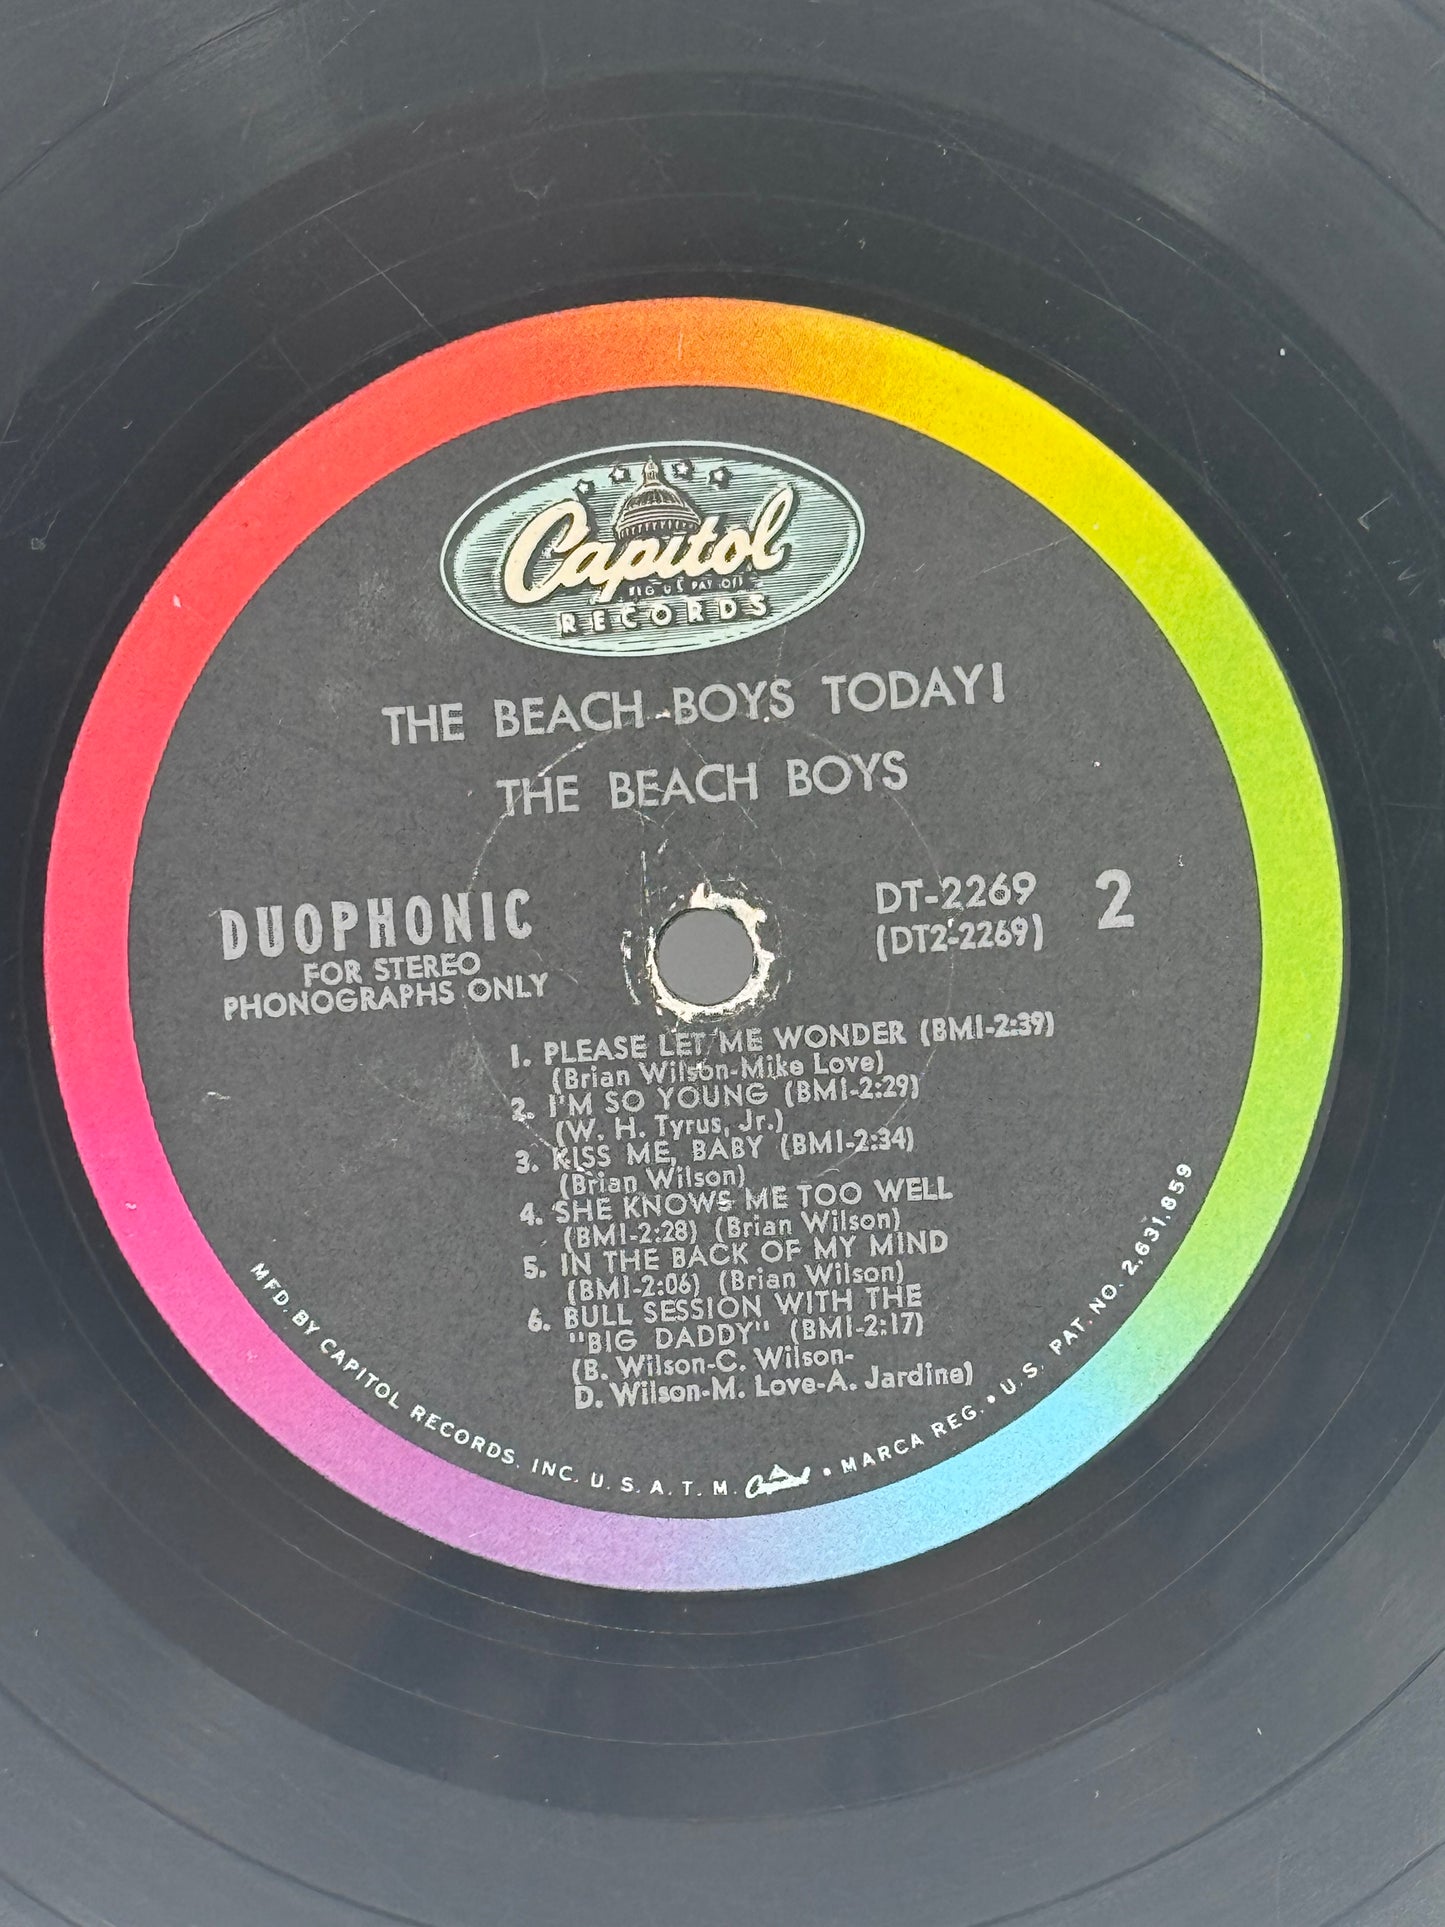 Capitol
REG U.S. PAT. OFF.
RECORDS
THE BEACH BOYS TODAY!
THE BEACH BOYS
DUOPHONIC
FOR STEREO
PHONOGRAPHS ONLY
DT-2269
(DT2-2269)
2
1. PLEASE LET ME WONDER (BMI-2:39)
(Brian Wilson-Mike Love)
2. I'M SO YOUNG (BMI-2:29)
(W. H. Tyrus, Jr.)
3. KISS ME, BABY (BMI-2:34)
(Brian Wilson)
4. SHE KNOWS ME TOO WELL
(BMI-2:28) (Brian Wilson)
5. IN THE BACK OF MY MIND
(BMI-2:06) (Brian Wilson)
6. BULL SESSION WITH THE
"BIG DADDY" (BMI-2:17)
(B. Wilson-C. Wilson-
D. Wilson-M. Love-A. Jardine)
MFD. BY CAPITOL RECORDS, INC. U. S. A. T. M. Capitol • MARCA REG. • U.S. PAT. NO. 2,631,859